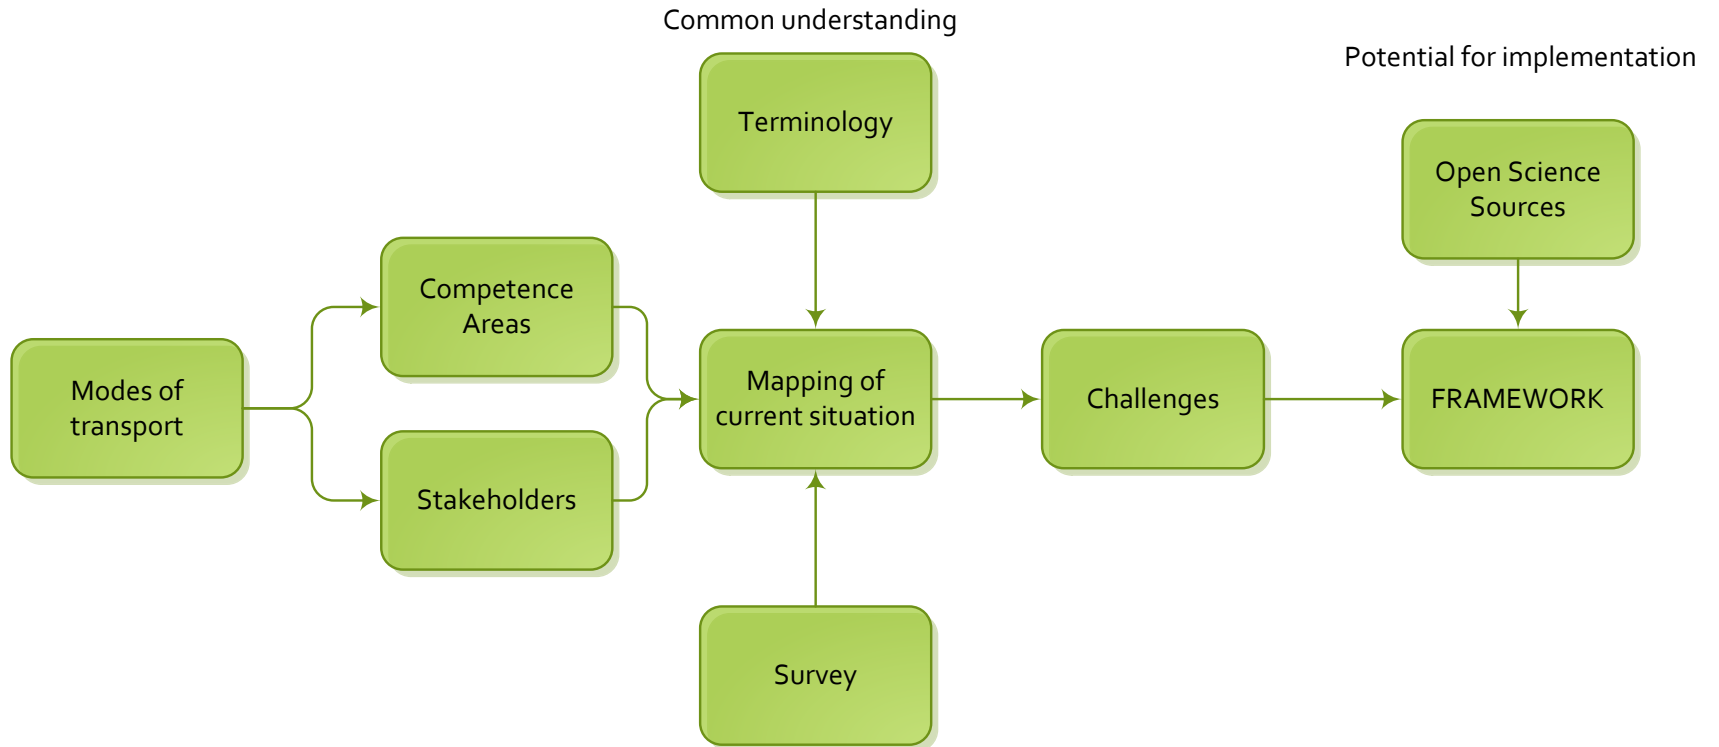 Common understanding
Potential for implementation
Terminology
Open Science
Sources
Competence
Areas
Modes of
transport
Stakeholders
Mapping of
current situation
Challenges
FRAMEWORK
Survey